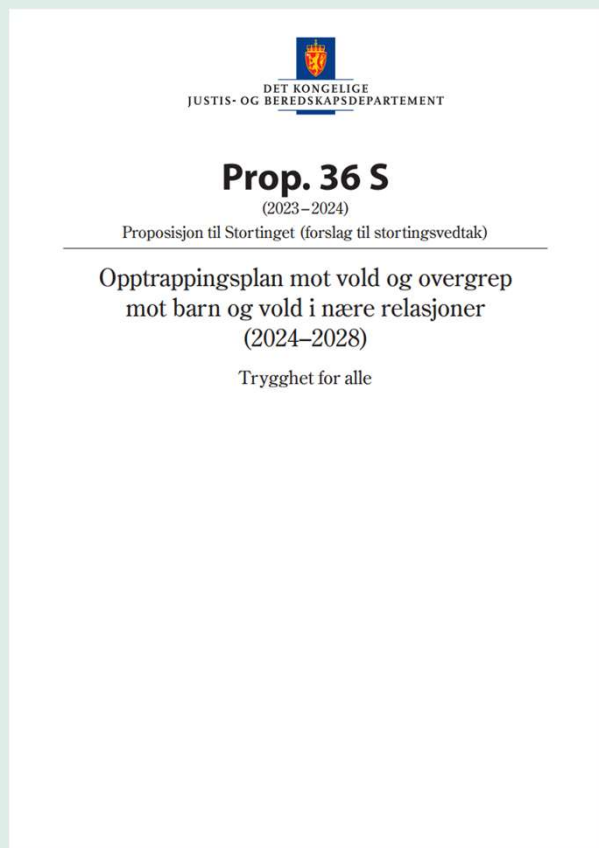 DET KONGELIGE
JUSTIS- OG BEREDSKAPSDEPARTEMENT
Prop. 36 S
(2023–2024)
Proposisjon til Stortinget (forslag til stortingsvedtak)
Opptrappingsplan mot vold og overgrep
mot barn og vold i nære relasjoner
(2024–2028)
Trygghet for alle